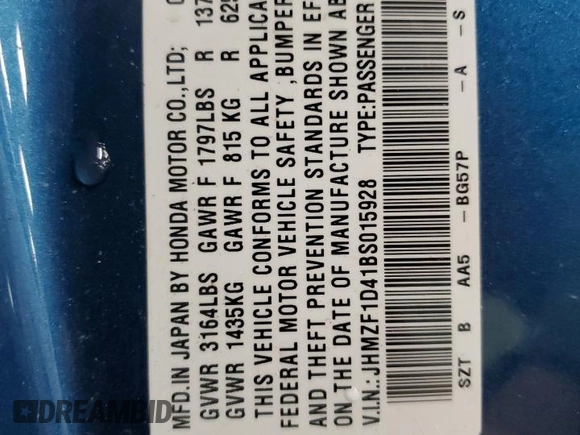 MFD.IN JAPAN BY HONDA MOTOR CO.,LTD;
GVWR 3164LBS GAWR F 1797LBS R 137
GVWR 1435KG GAWR F 815 KG R 625
THIS VEHICLE CONFORMS TO ALL APPLICA
FEDERAL MOTOR VEHICLE SAFETY ,BUMPER
AND THEFT PREVENTION STANDARDS IN EF
ON THE DATE OF MANUFACTURE SHOWN AB
V.I.N.:JHMZF1D41BS015928 TYPE:PASSENGER
SZT B AA5 -BG57P -A -S
DREAMBID